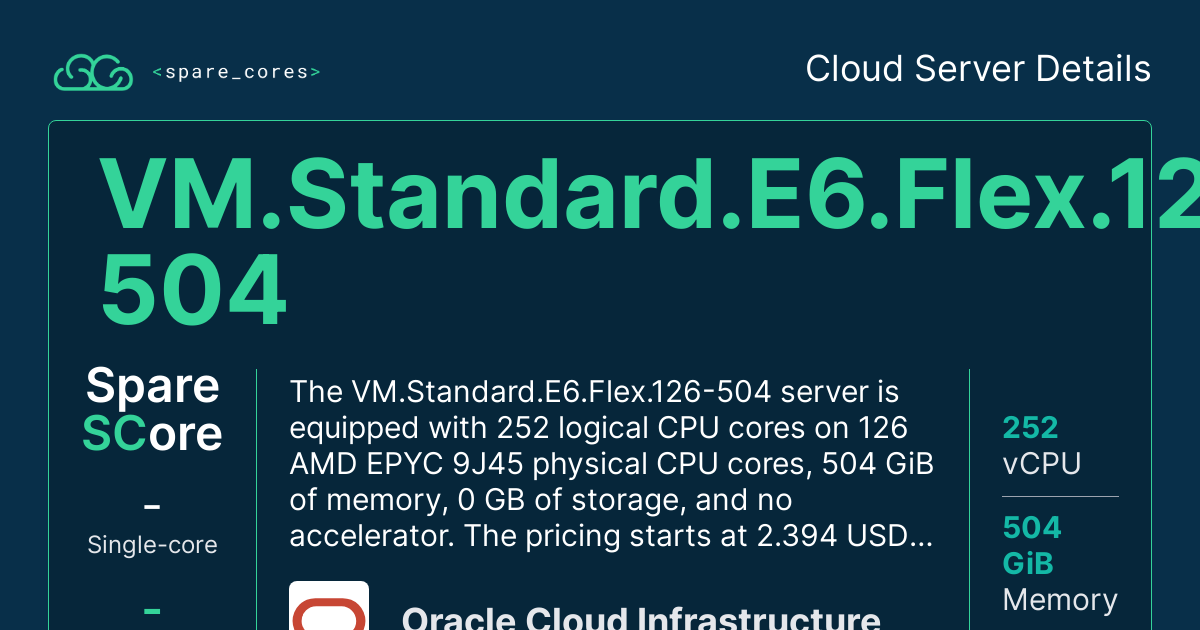 <spare_cores>
Cloud Server Details
VM.Standard.E6.Flex.12
504
Spare
SCore
-
Single-core
-
The VM.Standard.E6.Flex.126-504 server is
equipped with 252 logical CPU cores on 126
AMD EPYC 9J45 physical CPU cores, 504 GiB
of memory, 0 GB of storage, and no
accelerator. The pricing starts at 2.394 USD...
Oracle Cloud Infrastructure
252
vCPU
504
GiB
Memory